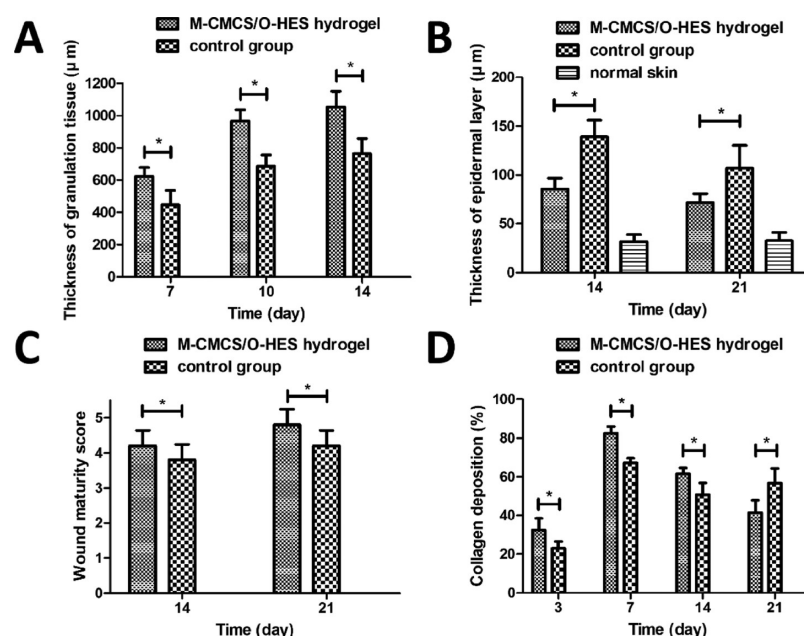 A
M-CMCS/O-HES hydrogel
control group
Thickness of granulation tissue (μ m)
1200
1000
800
600
400
200
0
*
*
*
7
10
14
Time (day)
B
M-CMCS/O-HES hydrogel
control group
normal skin
Thickness of epidermal layer (μ m)
200
150
100
50
0
*
*
14
21
Time (day)
C
M-CMCS/O-HES hydrogel
control group
Wound maturity score
5
4
3
2
1
0
*
*
14
21
Time (day)
D
M-CMCS/O-HES hydrogel
control group
Collagen deposition (%)
100
80
60
40
20
0
*
*
*
*
3
7
14
21
Time (day)